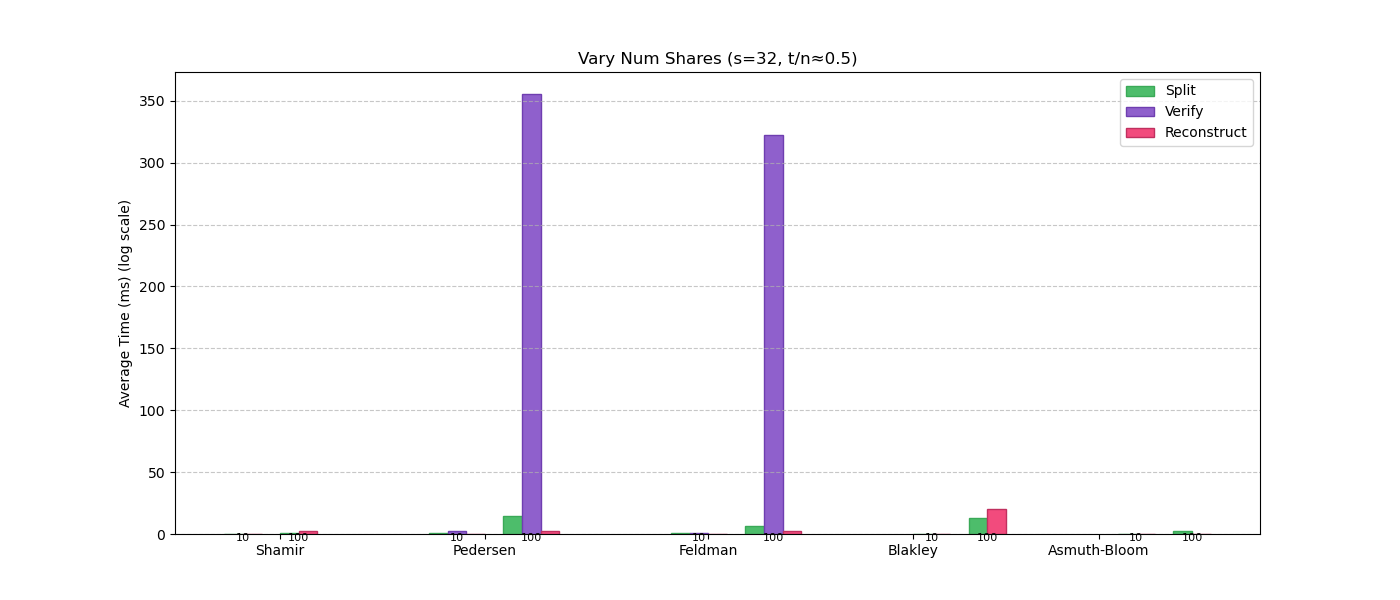 Vary Num Shares (s=32, t/n≈0.5)
Split
Verify
Reconstruct
Average Time (ms) (log scale)
350
300
250
200
150
100
50
0
10 100 10 100 10 100 10 100 10 100
Shamir Pedersen Feldman Blakley Asmuth-Bloom